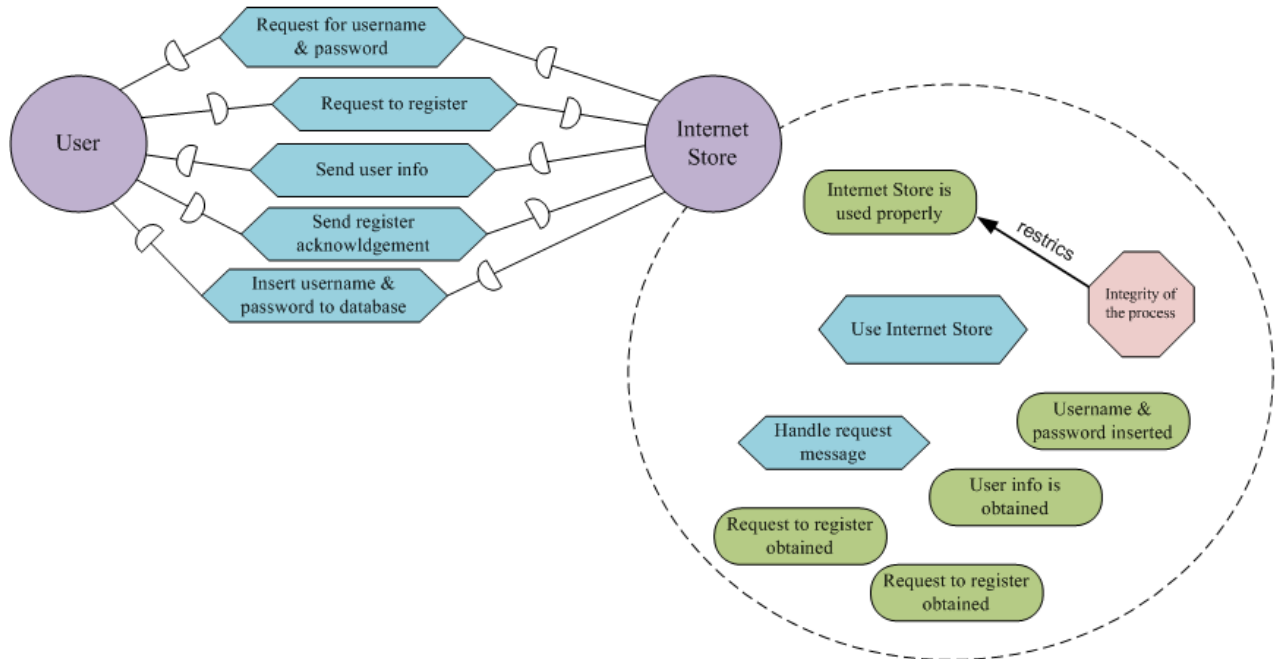 Request for username
& password
Request to register
User
Internet
Store
Send user info
Send register
acknowldgement
Insert username &
password to database
Internet Store is
used properly
restrics
Integrity of
the process
Use Internet Store
Username &
password inserted
Handle request
message
User info is
obtained
Request to register
obtained
Request to register
obtained